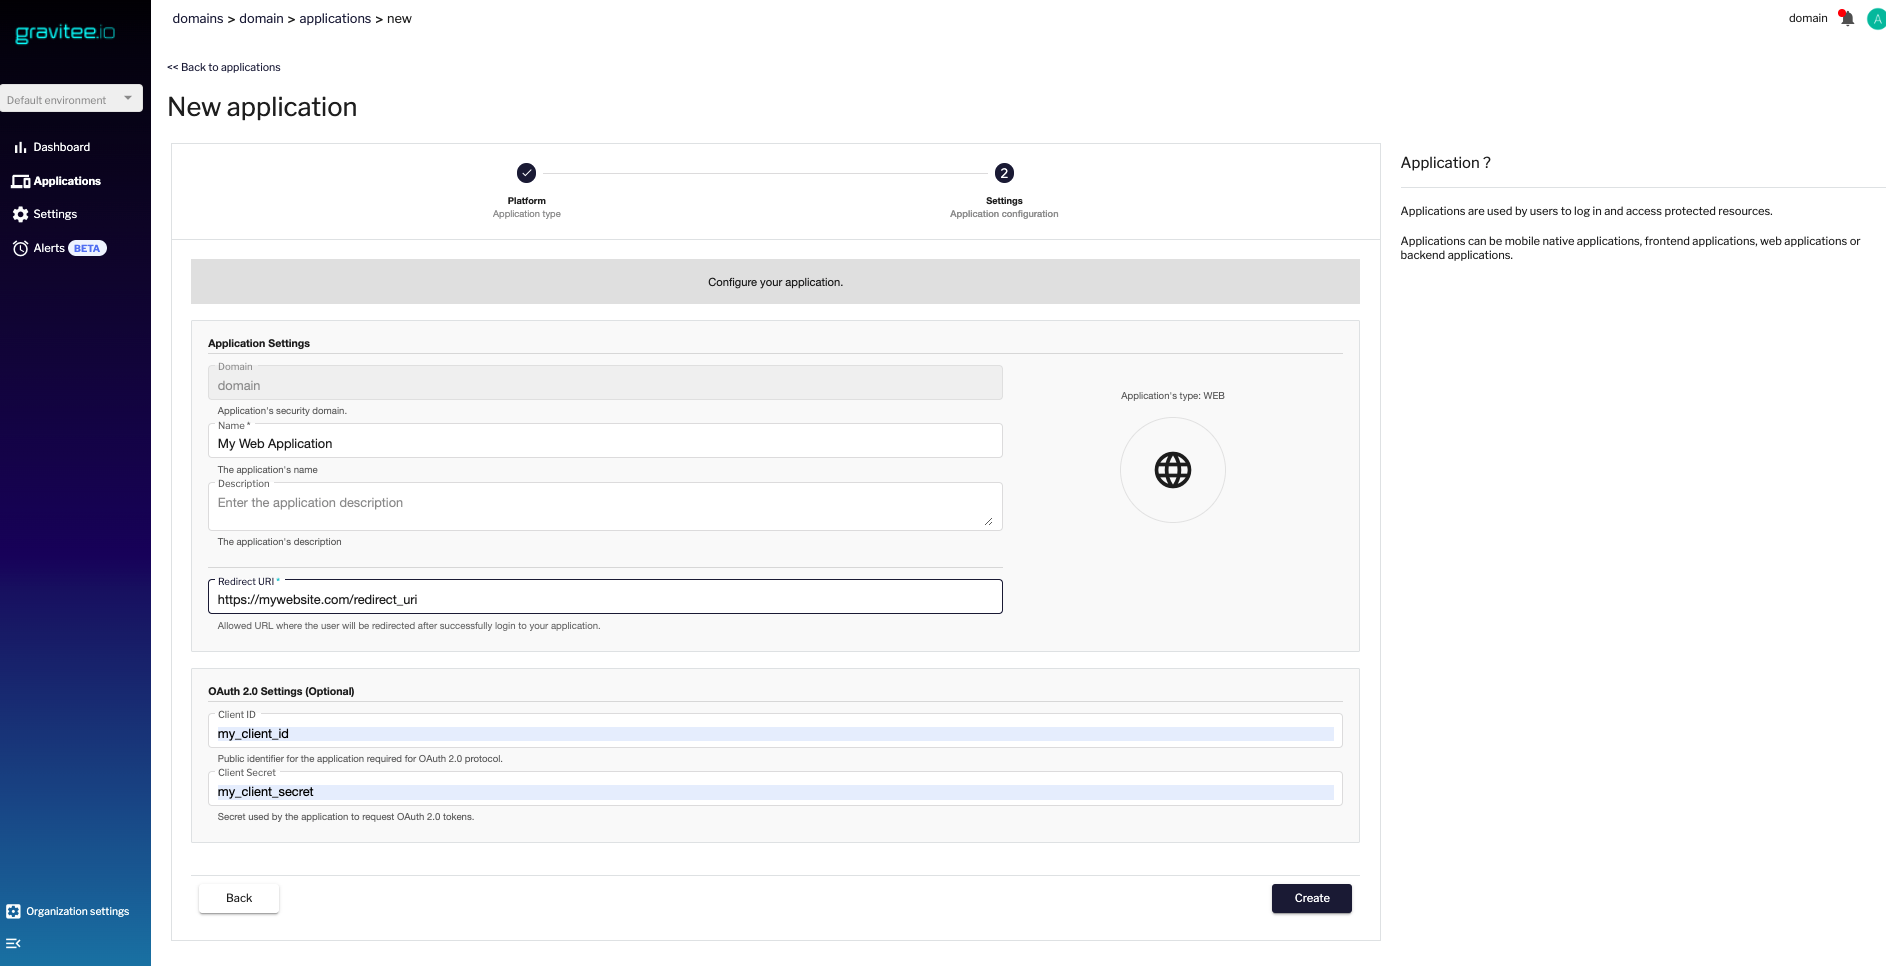 gravitee.io
domains > domain > applications > new
domain
A
<< Back to applications
Default environment
New application
Dashboard
Applications
Settings
Alerts BETA
2
Platform
Application type
Settings
Application configuration
Configure your application.
Application Settings
Domain
domain
Application's security domain.
Name *
My Web Application
The application's name
Description
Enter the application description
The application's description
Application's type: WEB
Redirect URI *
https://mywebsite.com/redirect_uri
Allowed URL where the user will be redirected after successfully login to your application.
OAuth 2.0 Settings (Optional)
Client ID
my_client_id
Public identifier for the application required for OAuth 2.0 protocol.
Client Secret
my_client_secret
Secret used by the application to request OAuth 2.0 tokens.
Back
Create
Application ?
Applications are used by users to log in and access protected resources.
Applications can be mobile native applications, frontend applications, web applications or
backend applications.
Organization settings